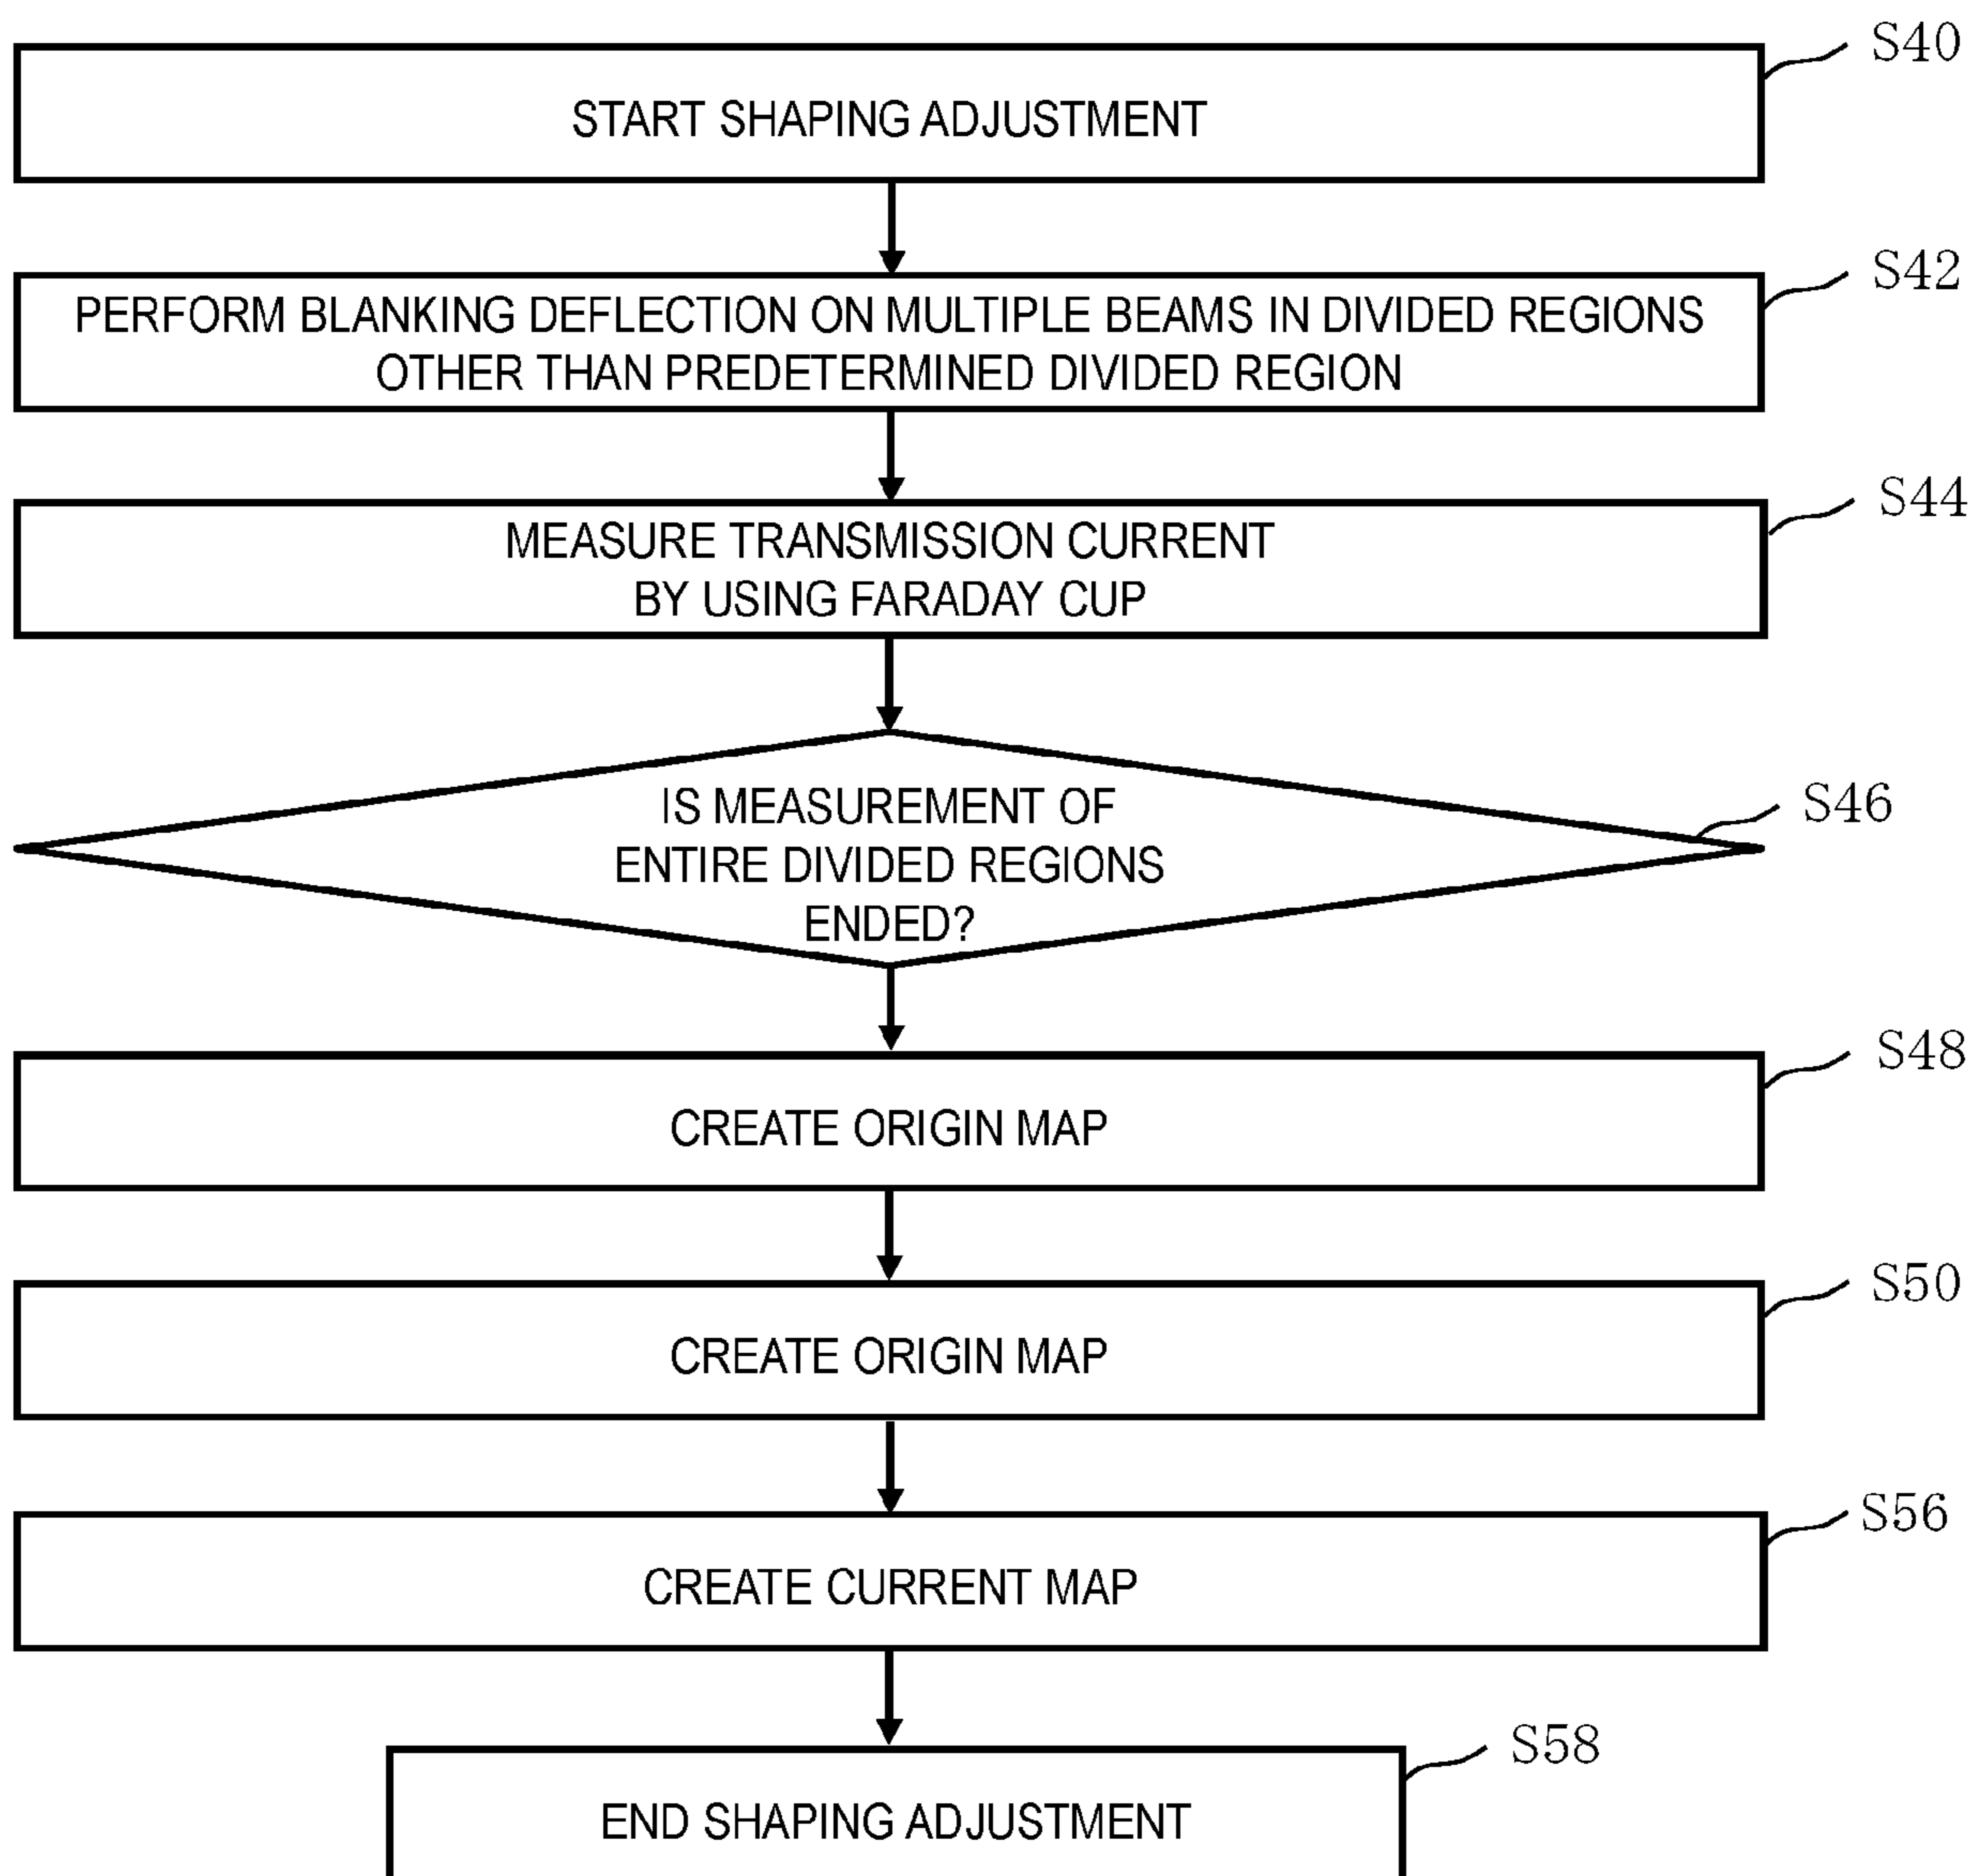 S40
START SHAPING ADJUSTMENT
S42
PERFORM BLANKING DEFLECTION ON MULTIPLE BEAMS IN DIVIDED REGIONS
OTHER THAN PREDETERMINED DIVIDED REGION
S44
MEASURE TRANSMISSION CURRENT
BY USING FARADAY CUP
S46
IS MEASUREMENT OF
ENTIRE DIVIDED REGIONS
ENDED?
S48
CREATE ORIGIN MAP
S50
CREATE ORIGIN MAP
S56
CREATE CURRENT MAP
S58
END SHAPING ADJUSTMENT